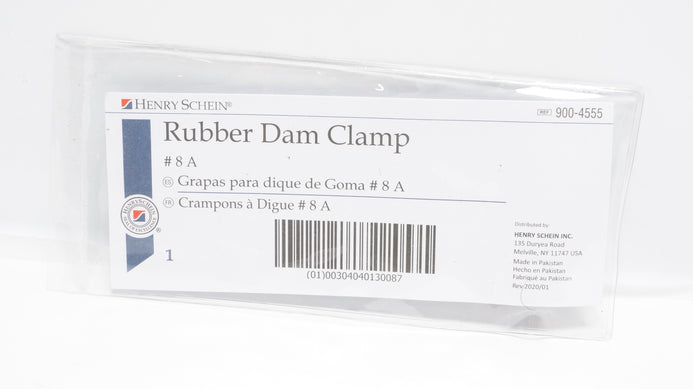 HENRY SCHEIN®
REF 900-4555
Rubber Dam Clamp
# 8 A
ES Grapas para dique de Goma # 8 A
FR Crampons à Digue # 8 A
HENRY SCHEIN
®
1
(01)00304040130087
Distributed by:
HENRY SCHEIN INC.
135 Duryea Road
Melville, NY 11747 USA
Made in Pakistan
Hecho en Pakistan
Fabriqué au Pakistan
Rev.2020/01